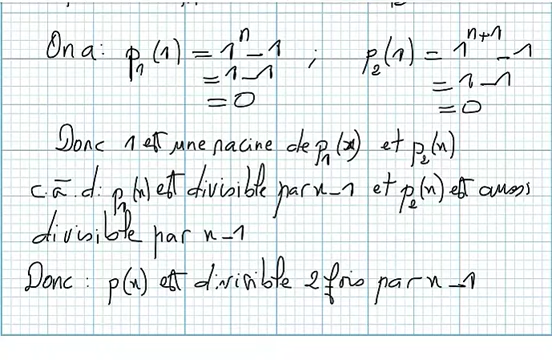 On a: p₁(1) = 1ⁿ - 1 ; p₂(1) = 1ⁿ⁺¹ - 1
= 1 - 1 = 1 - 1
= 0 = 0
Donc 1 est une racine de p₁(x) et p₂(x)
c.à.d: p₁(x) est divisible par x-1 et p₂(x) est aussi
divisible par x-1
Donc : p(x) est divisible 2 fois par x-1